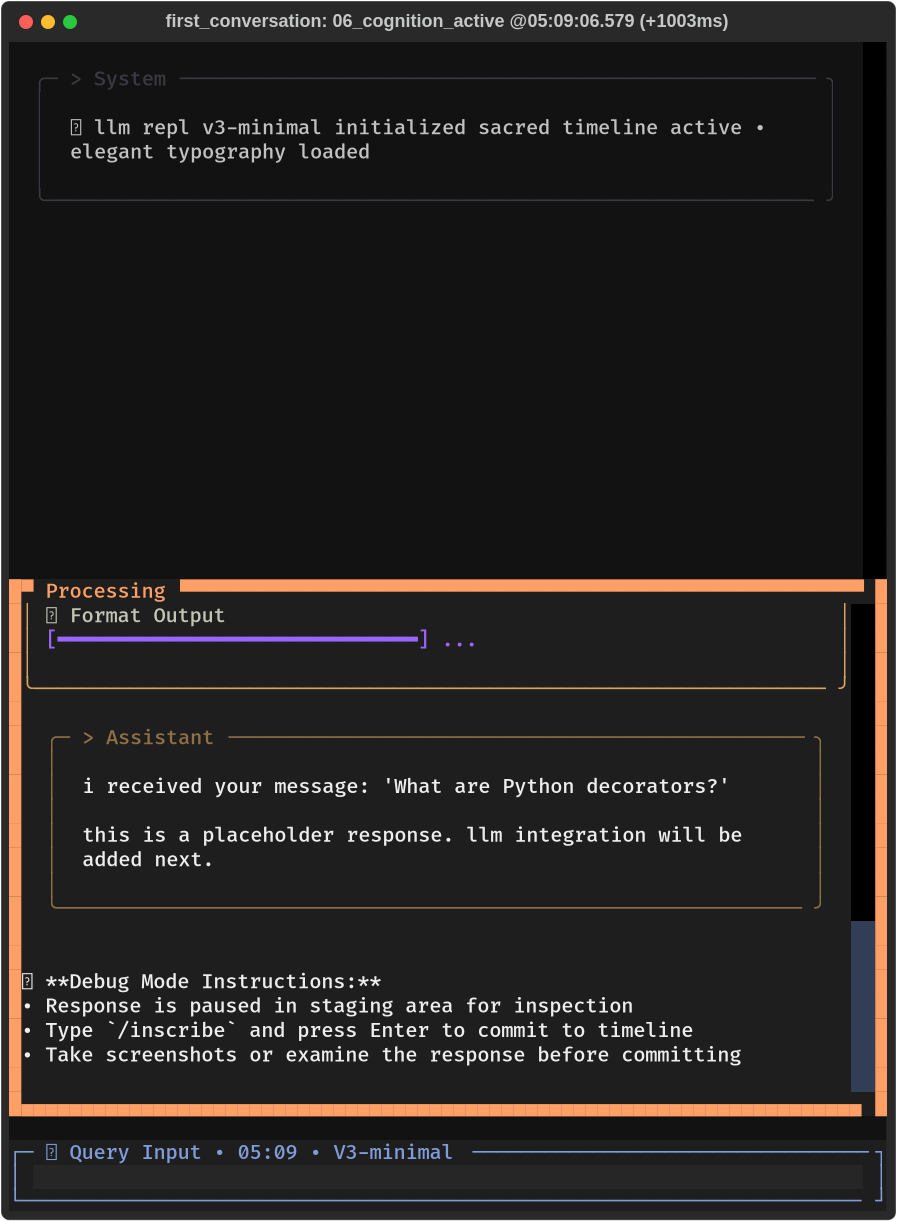 first_conversation: 06_cognition_active @05:09:06.579 (+1003ms)
> System
llm repl v3-minimal initialized sacred timeline active •
elegant typography loaded
Processing
Format Output
[━━━━━━━━━━━━━━━━━━━━━━━━━━━━━━] ...
> Assistant
i received your message: 'What are Python decorators?'
this is a placeholder response. llm integration will be
added next.
**Debug Mode Instructions:**
• Response is paused in staging area for inspection
• Type `/inscribe` and press Enter to commit to timeline
• Take screenshots or examine the response before committing
Query Input • 05:09 • V3-minimal